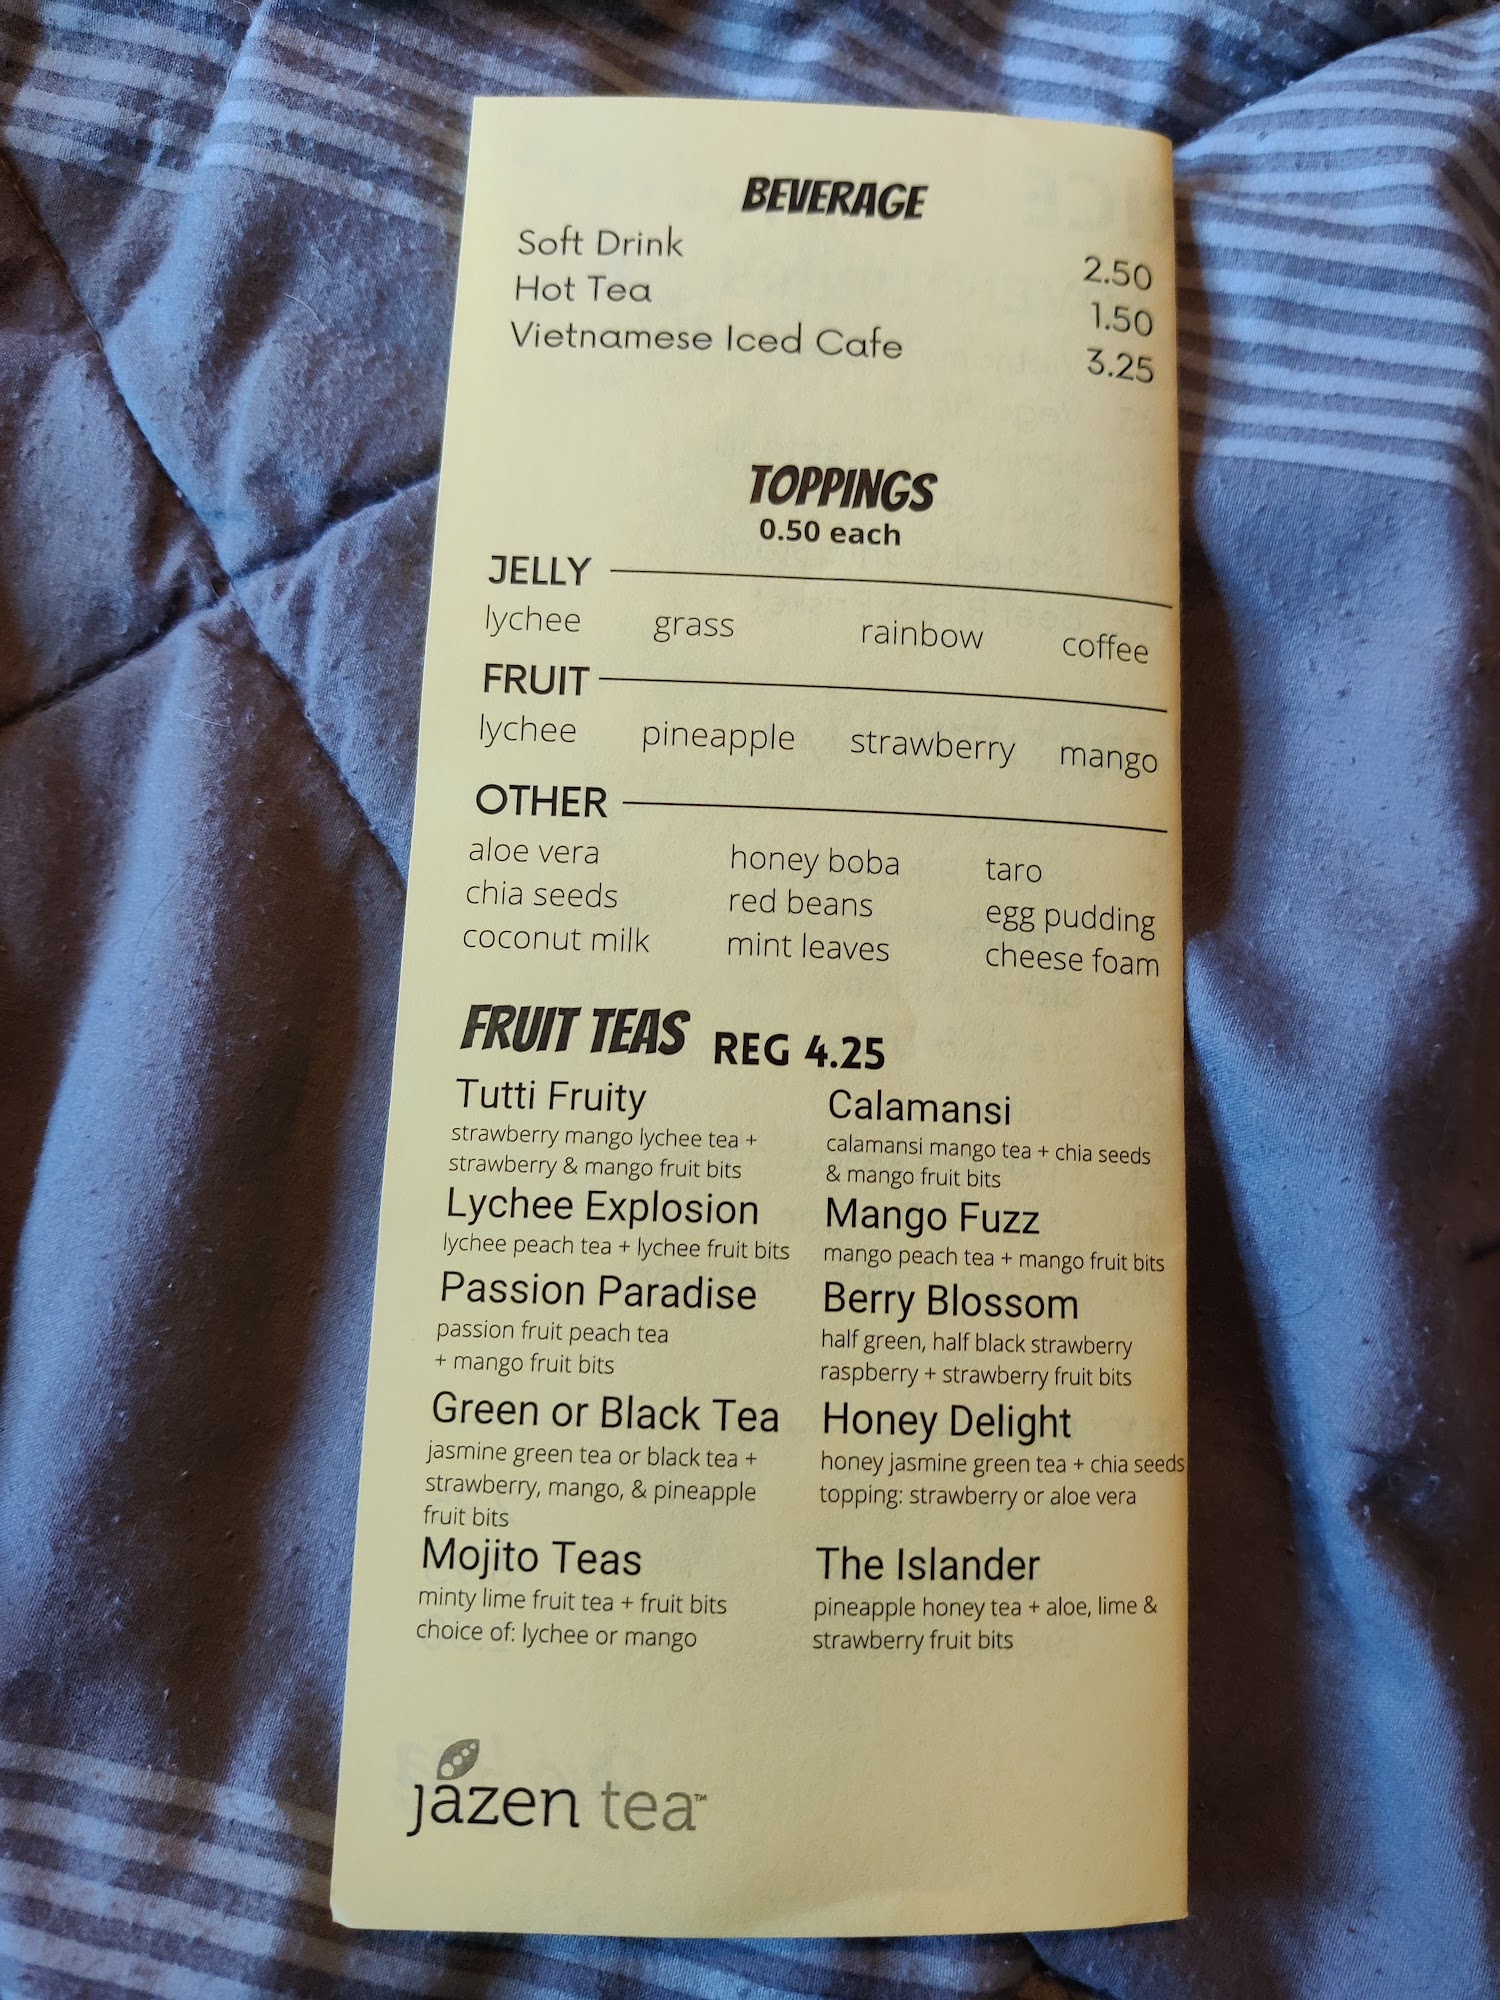 BEVERAGE
Soft Drink 2.50
Hot Tea 1.50
Vietnamese Iced Cafe 3.25
TOPPINGS
0.50 each
JELLY
lychee grass rainbow coffee
FRUIT
lychee pineapple strawberry mango
OTHER
aloe vera honey boba taro
chia seeds red beans egg pudding
coconut milk mint leaves cheese foam
FRUIT TEAS REG 4.25
Tutti Fruity
strawberry mango lychee tea +
strawberry & mango fruit bits
Lychee Explosion
lychee peach tea + lychee fruit bits
Passion Paradise
passion fruit peach tea
+ mango fruit bits
Green or Black Tea
jasmine green tea or black tea +
strawberry, mango, & pineapple
fruit bits
Mojito Teas
minty lime fruit tea + fruit bits
choice of: lychee or mango
Calamansi
calamansi mango tea + chia seeds
& mango fruit bits
Mango Fuzz
mango peach tea + mango fruit bits
Berry Blossom
half green, half black strawberry
raspberry + strawberry fruit bits
Honey Delight
honey jasmine green tea + chia seeds
topping: strawberry or aloe vera
The Islander
pineapple honey tea + aloe, lime &
strawberry fruit bits
jazen tea™